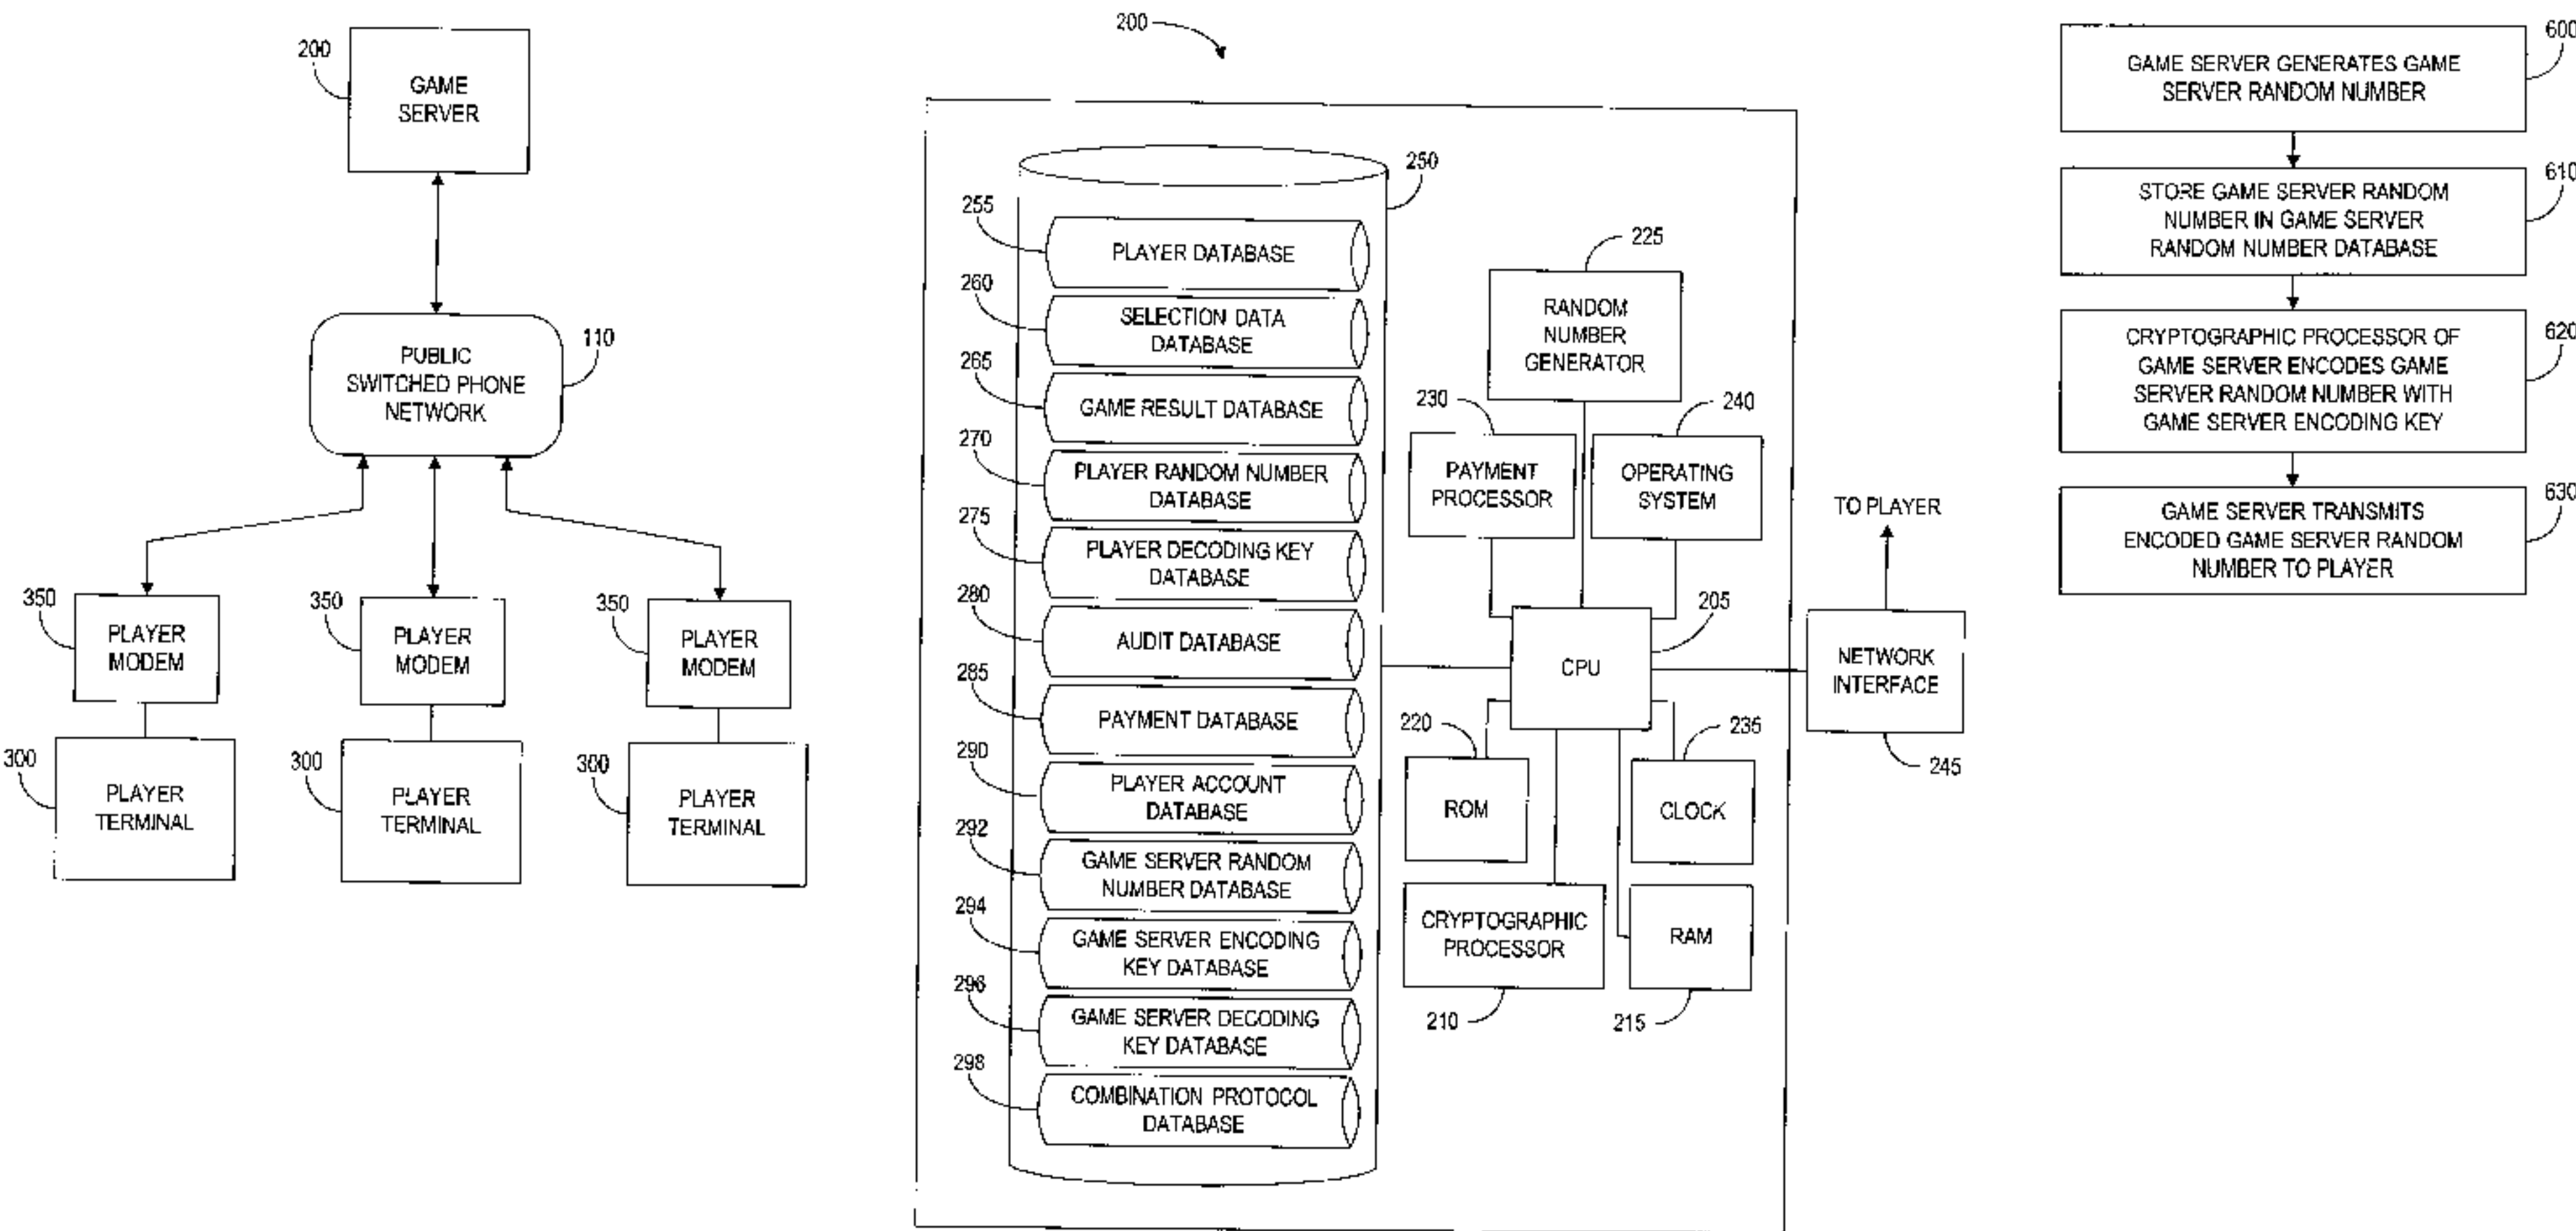 200
GAME
SERVER
PUBLIC
SWITCHED PHONE
NETWORK
110
350
PLAYER
MODEM
350
PLAYER
MODEM
350
PLAYER
MODEM
300
PLAYER
TERMINAL
300
PLAYER
TERMINAL
300
PLAYER
TERMINAL
200
250
255
PLAYER DATABASE
260
SELECTION DATA
DATABASE
265
GAME RESULT DATABASE
270
PLAYER RANDOM NUMBER
DATABASE
275
PLAYER DECODING KEY
DATABASE
280
AUDIT DATABASE
285
PAYMENT DATABASE
290
PLAYER ACCOUNT
DATABASE
292
GAME SERVER RANDOM
NUMBER DATABASE
294
GAME SERVER ENCODING
KEY DATABASE
296
GAME SERVER DECODING
KEY DATABASE
298
COMBINATION PROTOCOL
DATABASE
225
RANDOM
NUMBER
GENERATOR
230
PAYMENT
PROCESSOR
240
OPERATING
SYSTEM
205
CPU
220
ROM
235
CLOCK
CRYPTOGRAPHIC
PROCESSOR
210
RAM
215
TO PLAYER
NETWORK
INTERFACE
245
600
GAME SERVER GENERATES GAME
SERVER RANDOM NUMBER
610
STORE GAME SERVER RANDOM
NUMBER IN GAME SERVER
RANDOM NUMBER DATABASE
620
CRYPTOGRAPHIC PROCESSOR OF
GAME SERVER ENCODES GAME
SERVER RANDOM NUMBER WITH
GAME SERVER ENCODING KEY
630
GAME SERVER TRANSMITS
ENCODED GAME SERVER RANDOM
NUMBER TO PLAYER